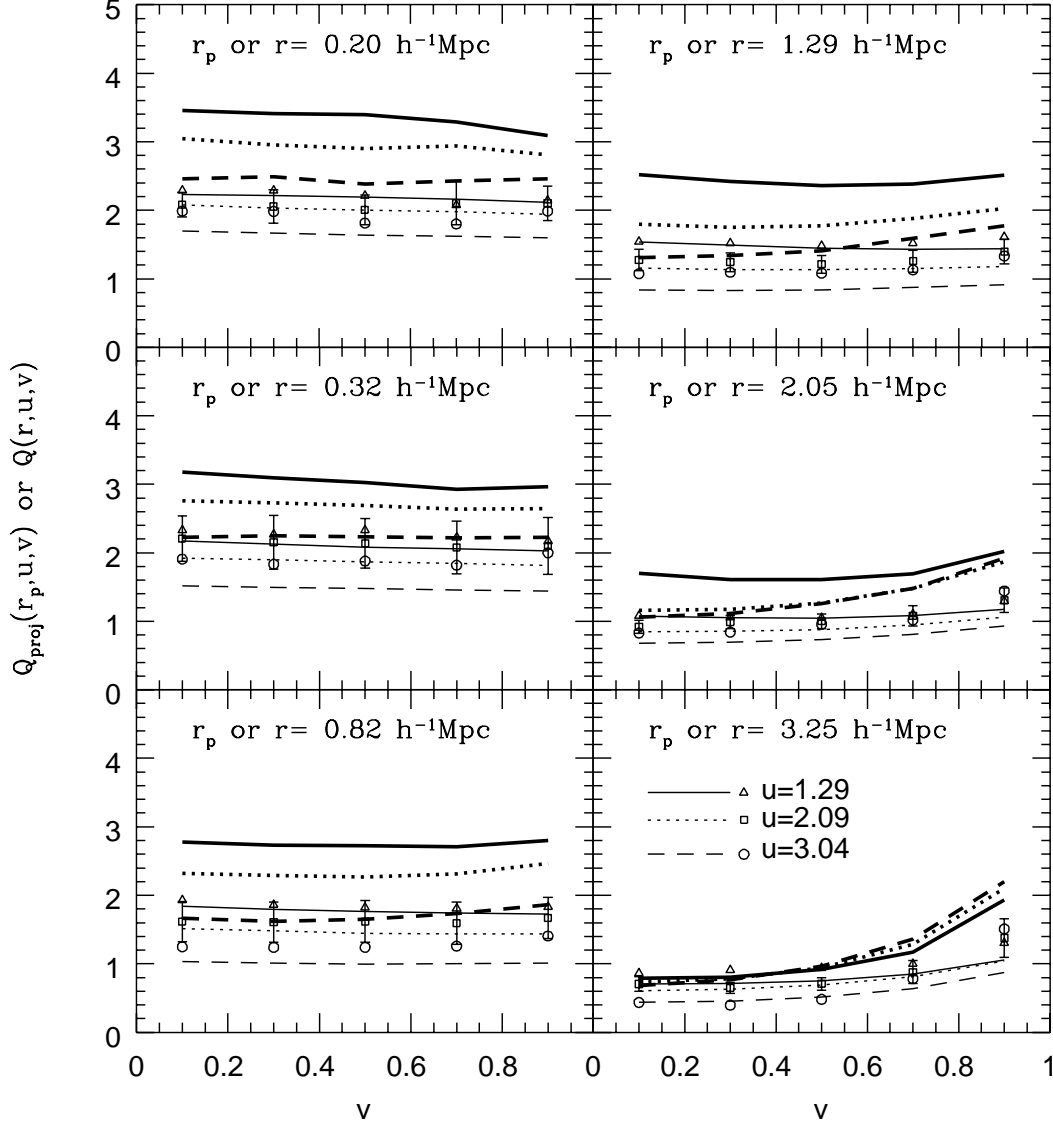 Q_proj(r_p,u,v) or Q(r,u,v)
5
4
3
2
1
0
r_p or r= 0.20 h⁻¹Mpc
r_p or r= 1.29 h⁻¹Mpc
4
3
2
1
0
r_p or r= 0.32 h⁻¹Mpc
r_p or r= 2.05 h⁻¹Mpc
4
3
2
1
0
r_p or r= 0.82 h⁻¹Mpc
r_p or r= 3.25 h⁻¹Mpc
u=1.29
u=2.09
u=3.04
0 0.2 0.4 0.6 0.8 0 0.2 0.4 0.6 0.8 1
v v